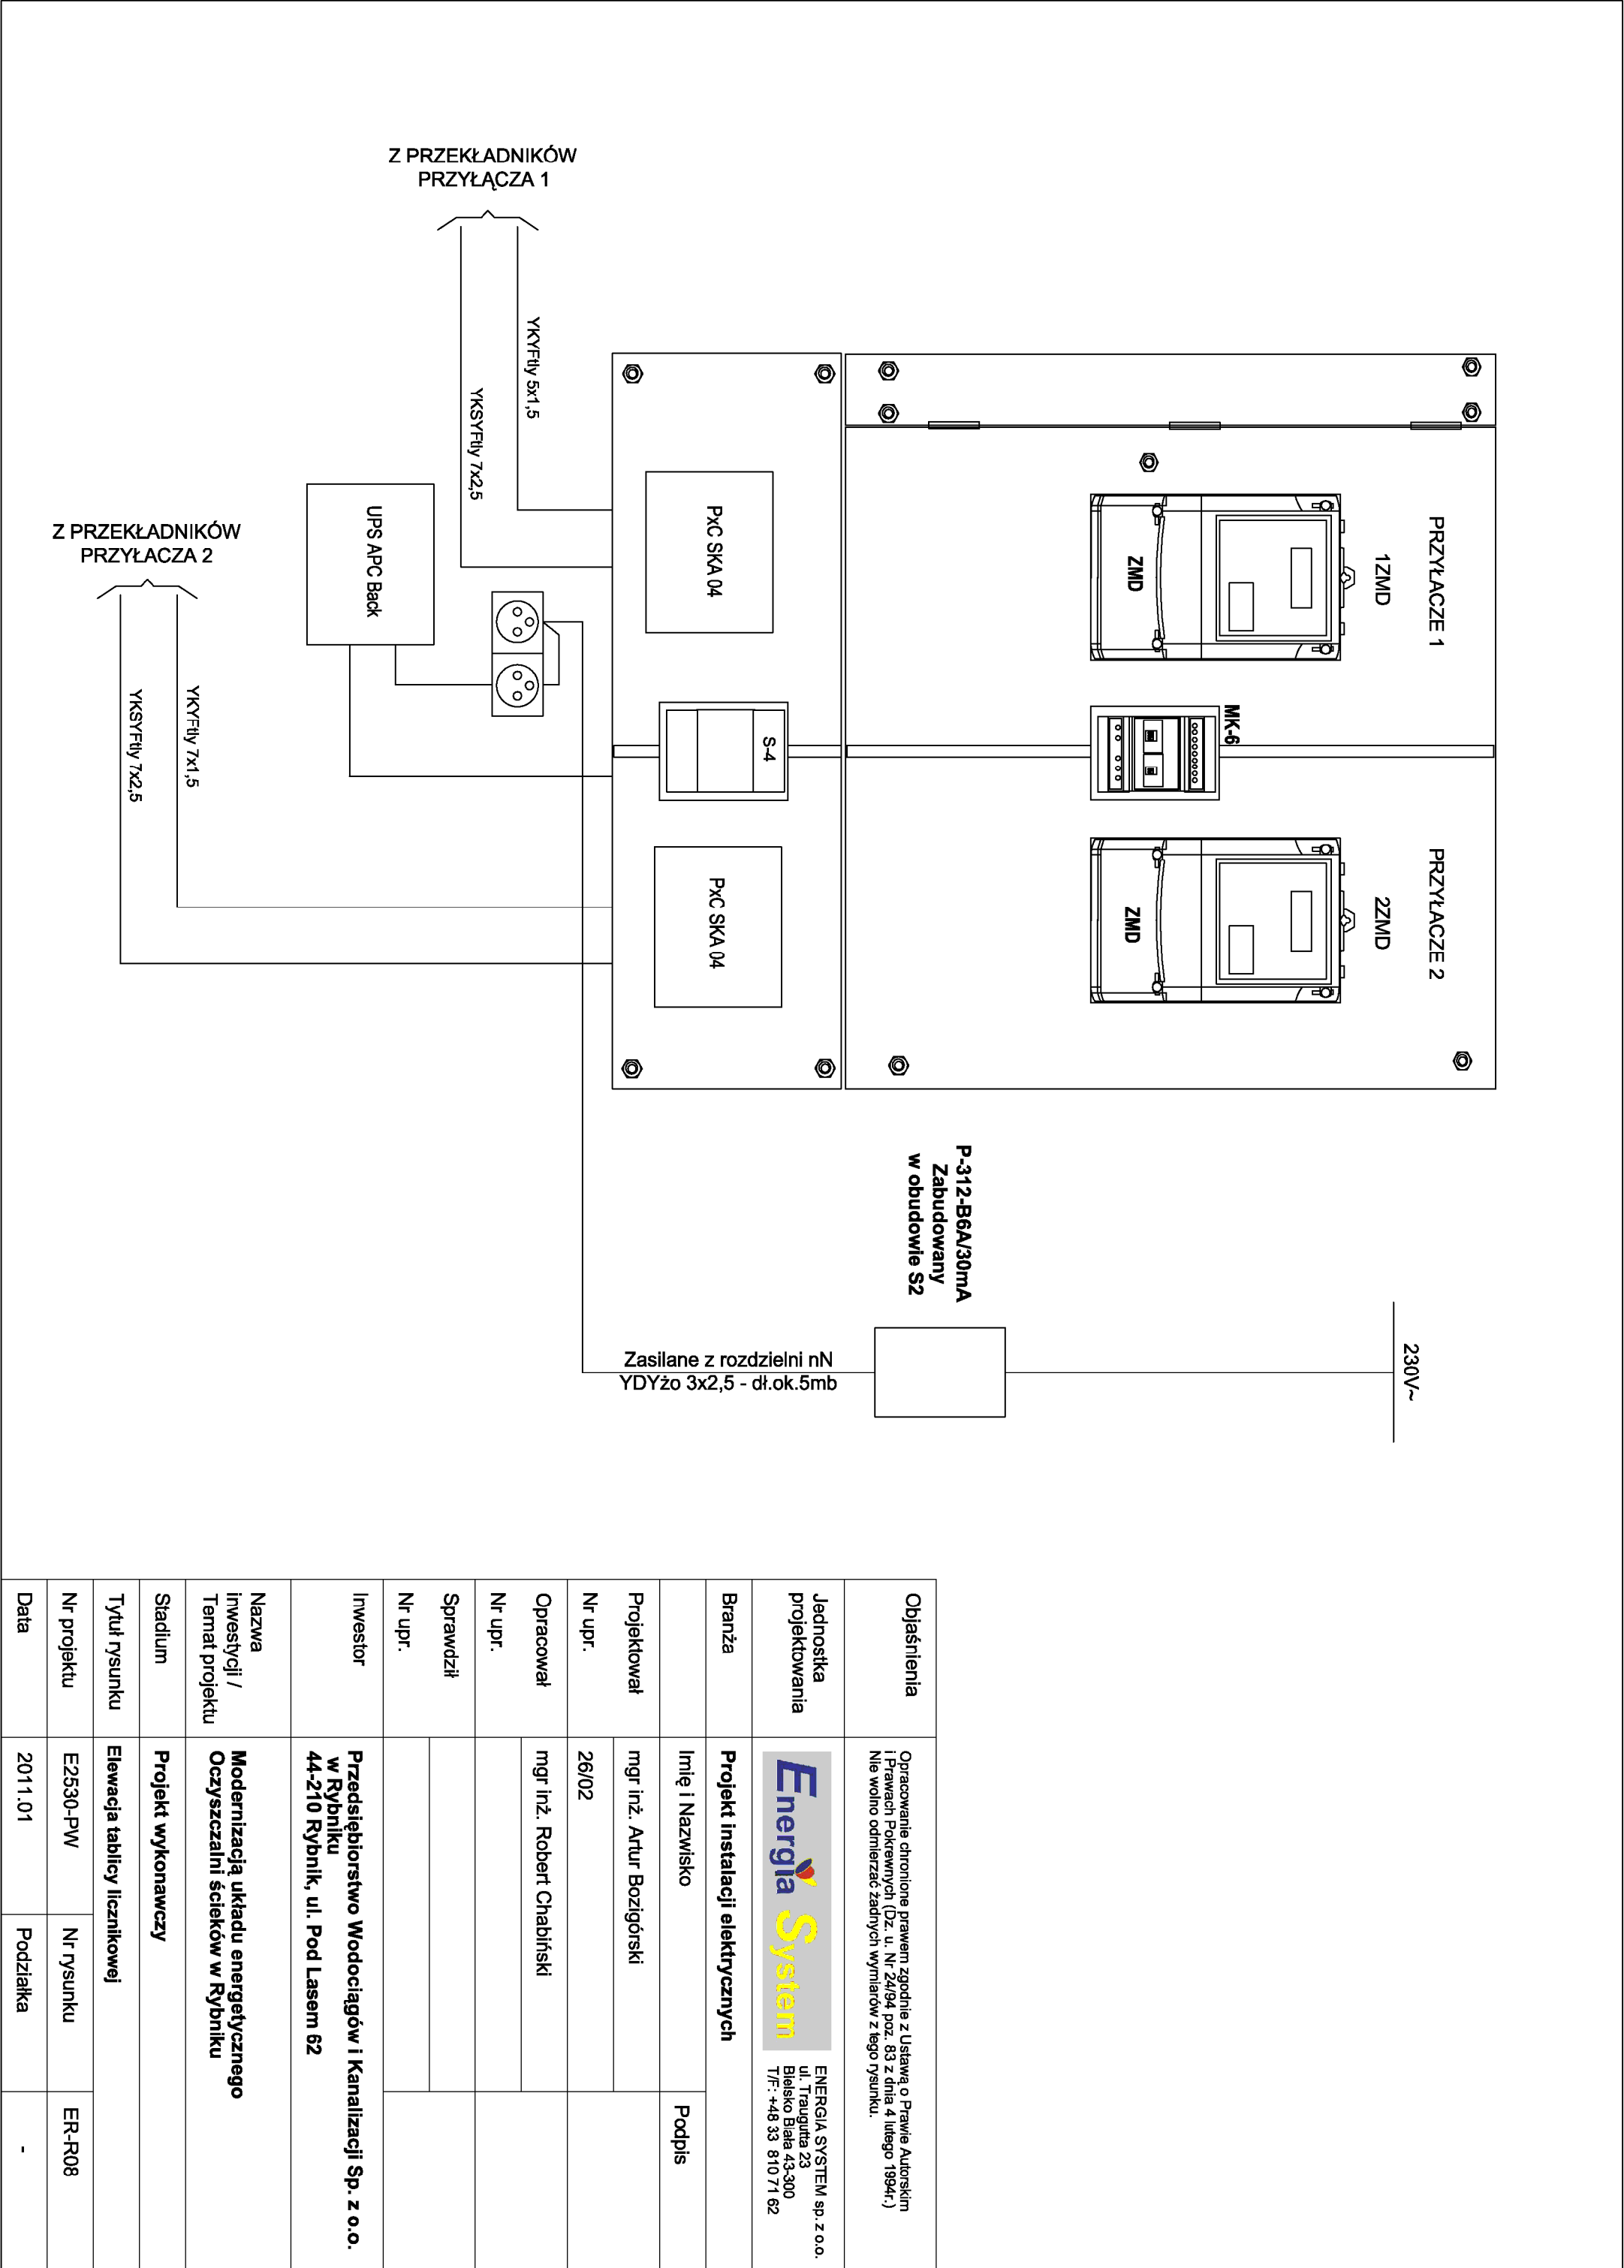 PRZYŁACZE 1
1ZMD
ZMD
MK-6
PRZYŁACZE 2
2ZMD
ZMD
230V~
P-312-B6A/30mA
Zabudowany
w obudowie S2
Zasilane z rozdzielni nN
YDYżo 3x2,5 - dł.ok.5mb
PxC SKA 04
S-4
PxC SKA 04
Z PRZEKŁADNIKÓW
PRZYŁĄCZA 1
YKYFtly 5x1,5
YKSYFtly 7x2,5
UPS APC Back
Z PRZEKŁADNIKÓW
PRZYŁACZA 2
YKYFtly 7x1,5
YKSYFtly 7x2,5
Objaśnienia
Opracowanie chronione prawem zgodnie z Ustawą o Prawie Autorskim
i Prawach Pokrewnych (Dz. u. Nr 24/94 poz. 83 z dnia 4 lutego 1994r.)
Nie wolno odmierzać żadnych wymiarów z tego rysunku.
Jednostka
projektowania
Energia System
ENERGIA SYSTEM sp. z o.o.
ul. Traugutta 23
Bielsko Biała 43-300
T/F: +48 33 810 71 62
Branża
Projekt instalacji elektrycznych
Imię i Nazwisko
Podpis
Projektował
mgr inż. Artur Bozigórski
Nr upr.
26/02
Opracował
mgr inż. Robert Chabiński
Nr upr.
Sprawdził
Nr upr.
Inwestor
Przedsiębiorstwo Wodociągów i Kanalizacji Sp. z o.o.
w Rybniku
44-210 Rybnik, ul. Pod Lasem 62
Nazwa
inwestycji /
Temat projektu
Modernizacją układu energetycznego
Oczyszczalni ścieków w Rybniku
Stadium
Projekt wykonawczy
Tytuł rysunku
Elewacja tablicy licznikowej
Nr projektu
E2530-PW
Nr rysunku
ER-R08
Data
2011.01
Podziałka
-